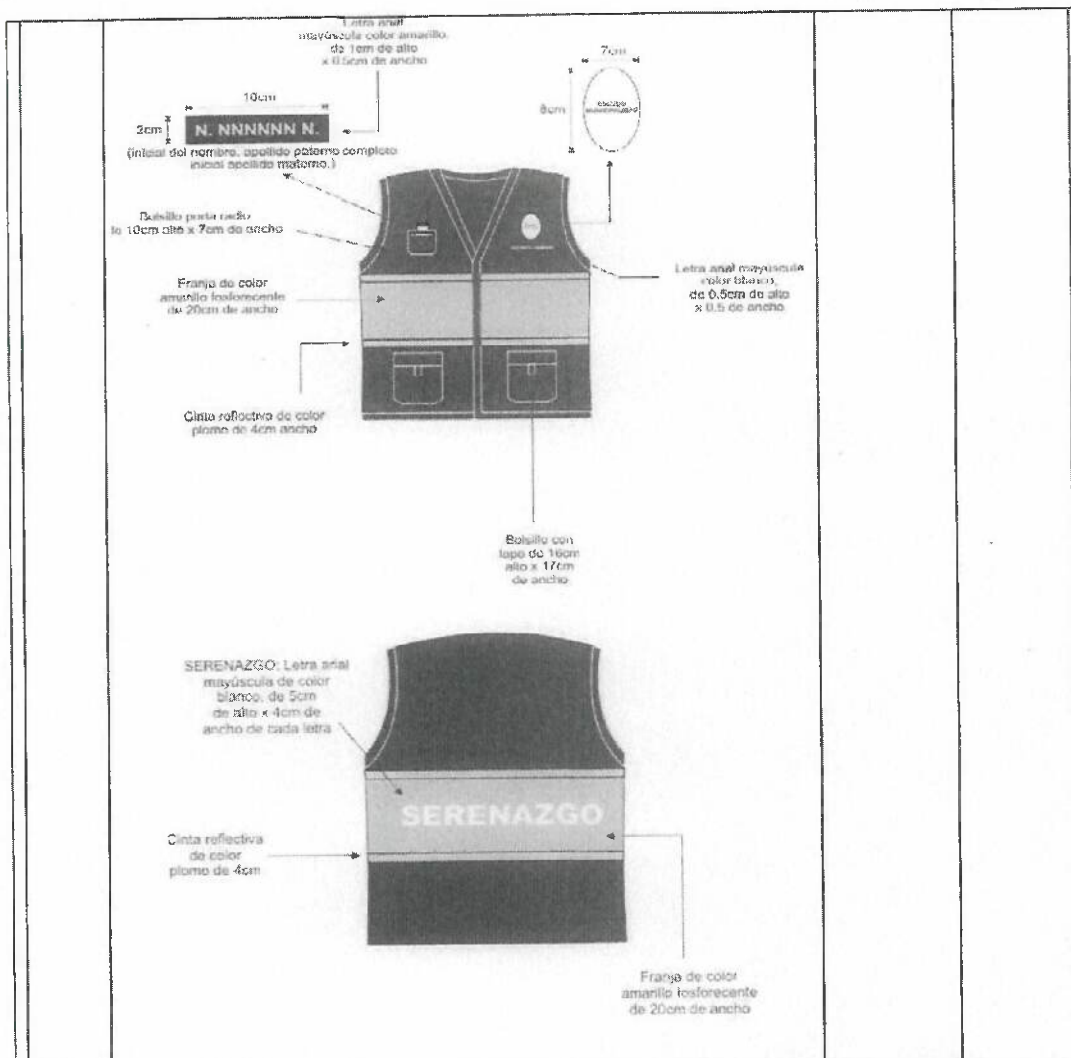 Letra arial
mayúscula color amarillo,
de 1cm de alto
x 0.5cm de ancho
7cm
10cm
8cm
escudo
2cm
N. NNNNNN N.
(inicial del nombre, apellido paterno completo
inicial apellido materno.)
Bolsillo porta radio
de 10cm alto x 7cm de ancho
Letra arial mayúscula
color blanco,
de 0.5cm de alto
x 0.5 de ancho
Franja de color
amarillo fosforecente
de 20cm de ancho
Cinta reflectiva de color
plomo de 4cm ancho
Bolsillo con
tapa de 16cm
alto x 17cm
de ancho
SERENAZGO: Letra arial
mayúscula de color
blanco, de 5cm
de alto x 4cm de
ancho de cada letra
SERENAZGO
Cinta reflectiva
de color
plomo de 4cm
Franja de color
amarillo fosforecente
de 20cm de ancho